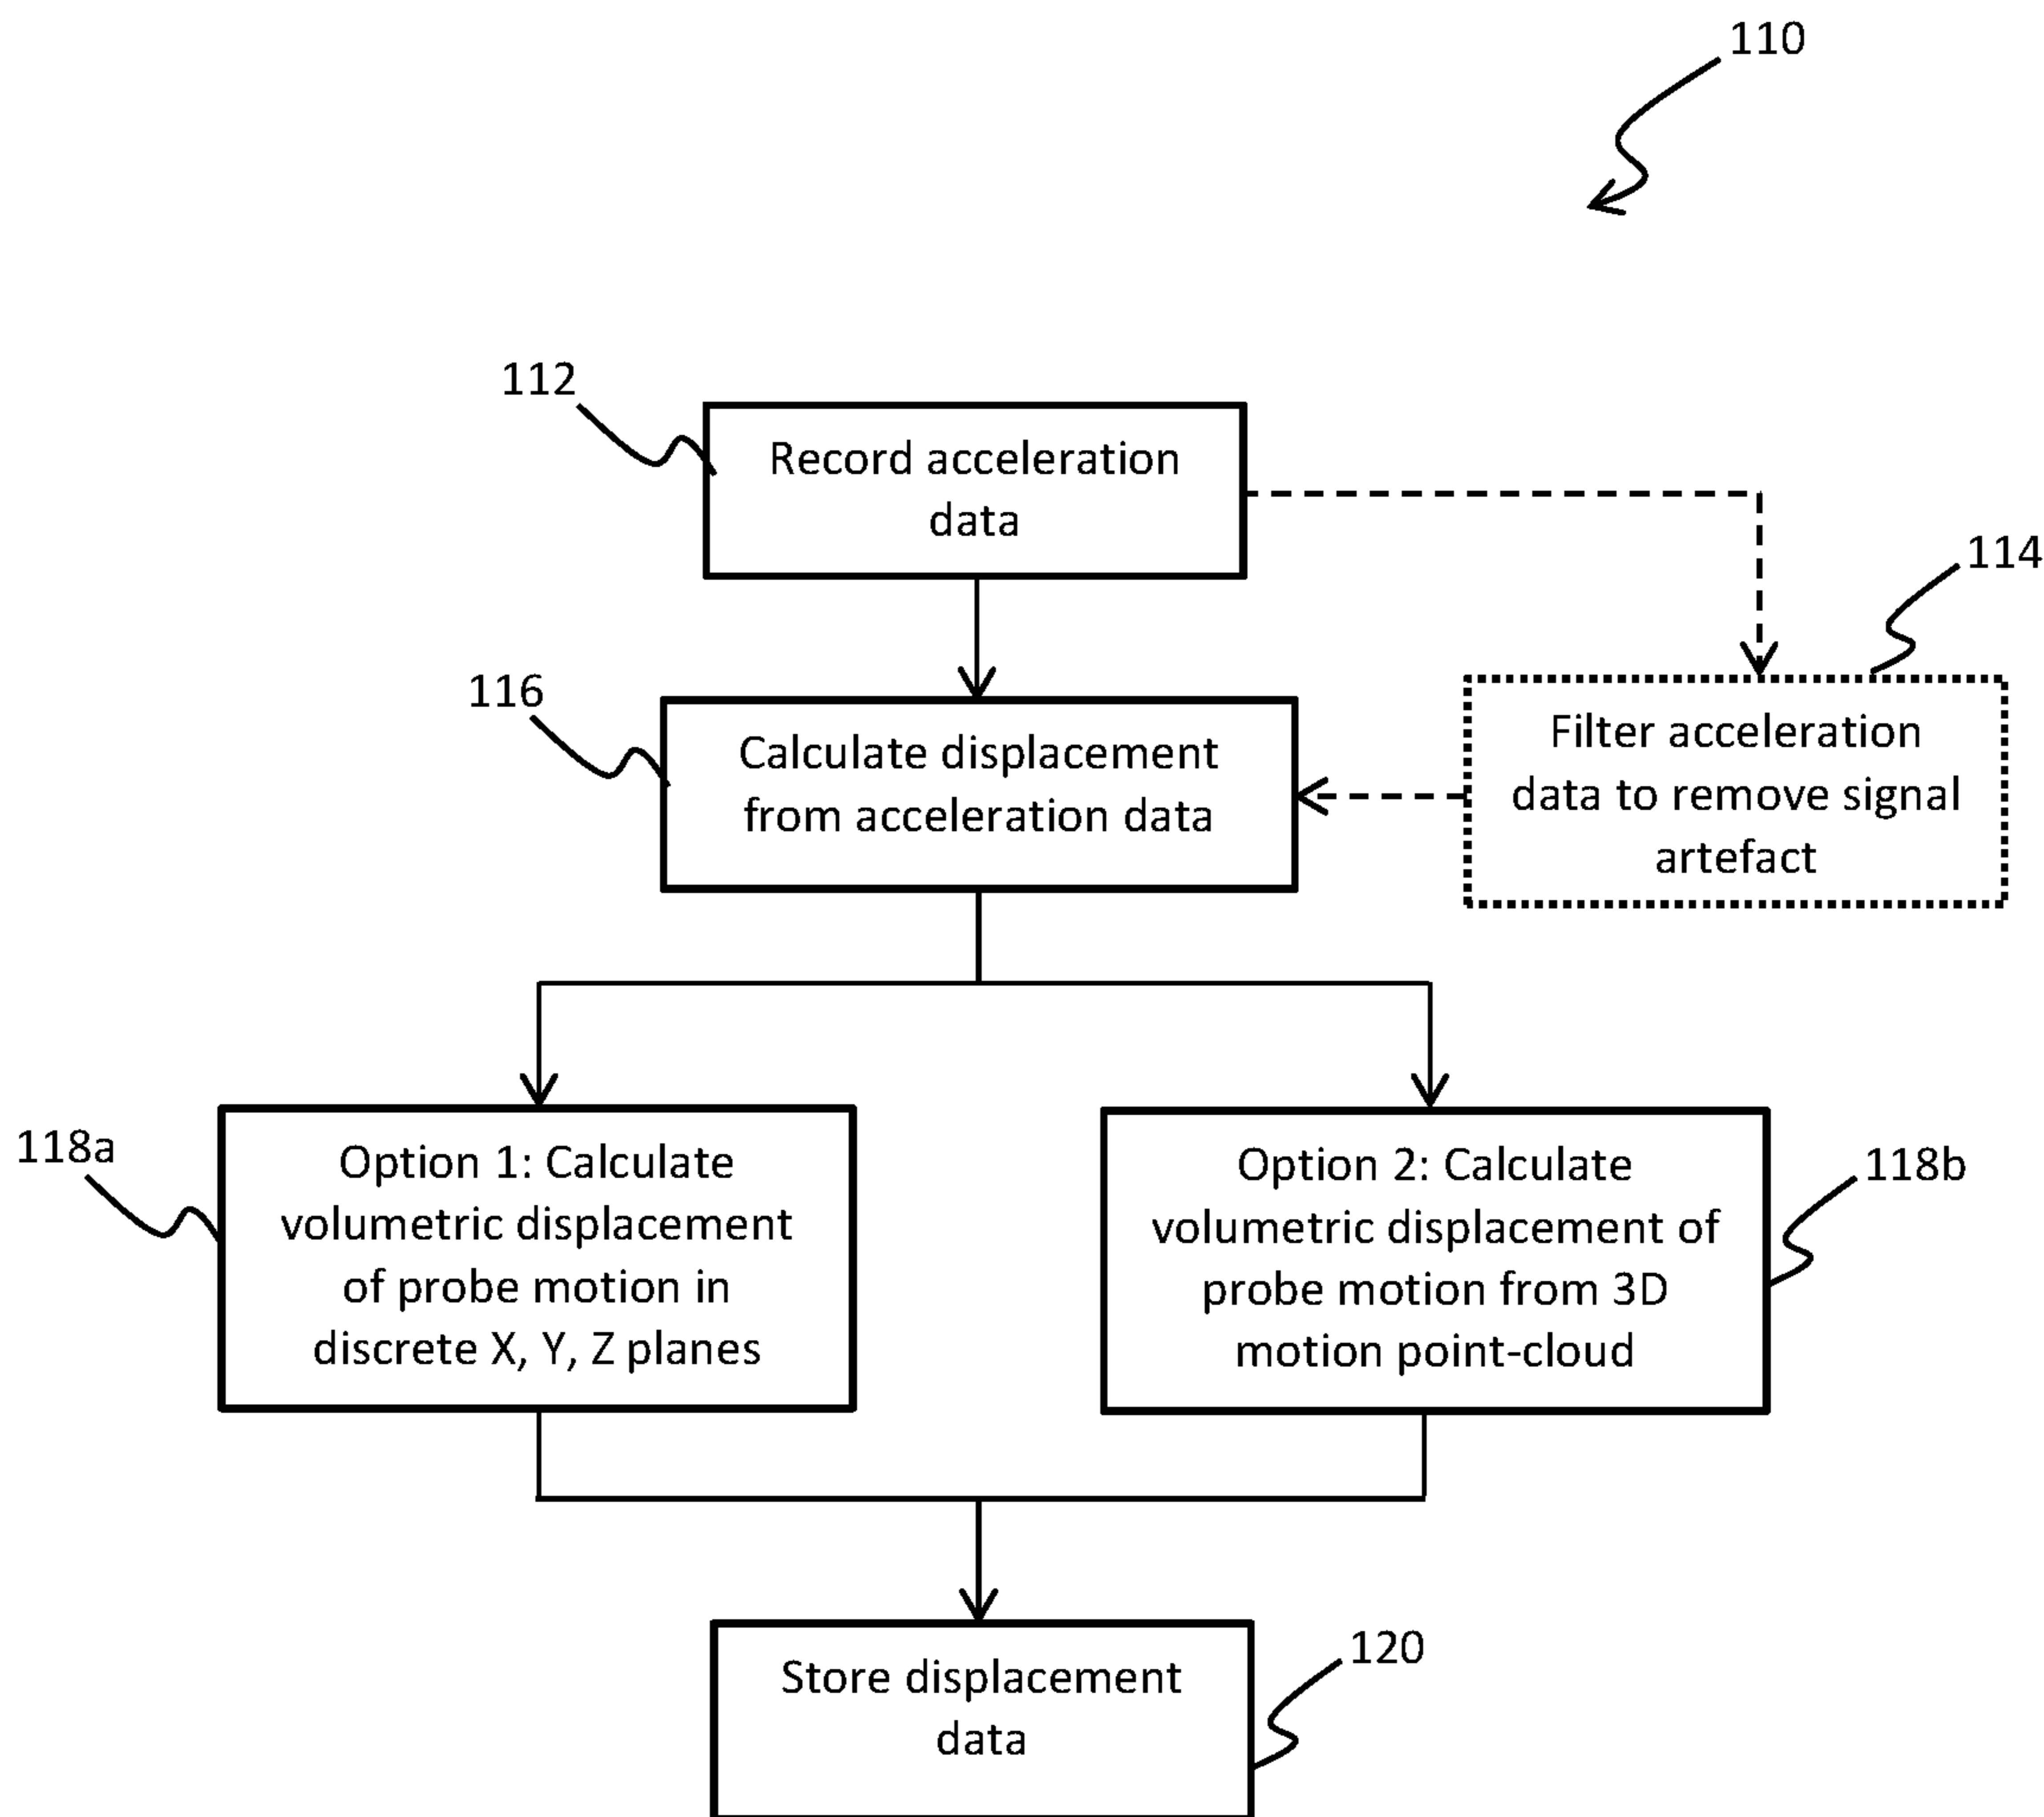 110
112
Record acceleration
data
114
116
Calculate displacement
from acceleration data
Filter acceleration
data to remove signal
artefact
118a
Option 1: Calculate
volumetric displacement
of probe motion in
discrete X, Y, Z planes
Option 2: Calculate
volumetric displacement of
probe motion from 3D
motion point-cloud
118b
Store displacement
data
120